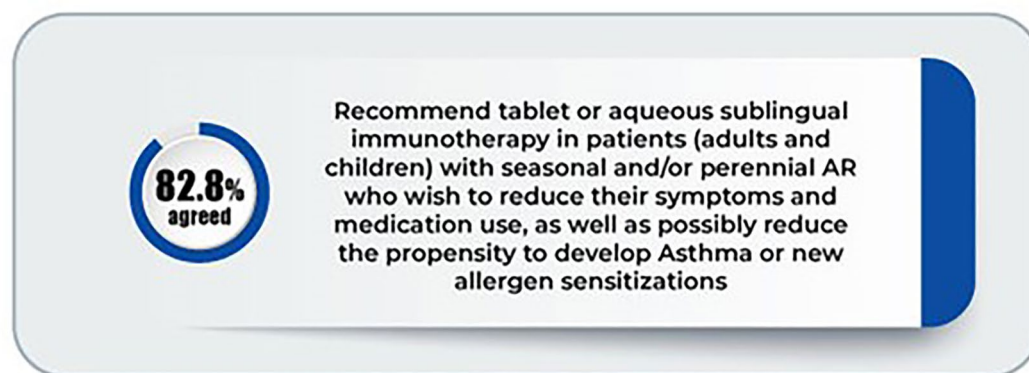 82.8%
agreed
Recommend tablet or aqueous sublingual
immunotherapy in patients (adults and
children) with seasonal and/or perennial AR
who wish to reduce their symptoms and
medication use, as well as possibly reduce
the propensity to develop Asthma or new
allergen sensitizations